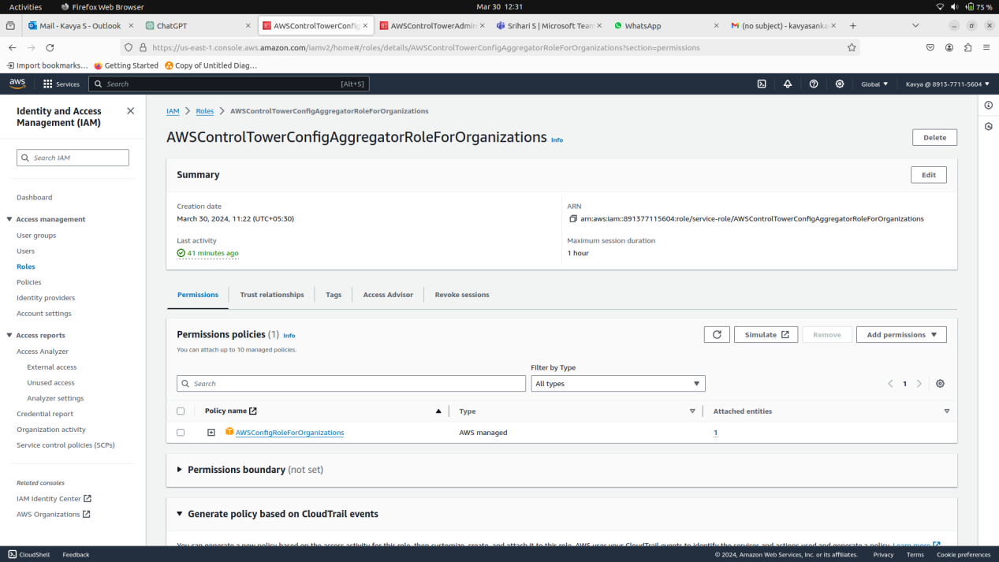 Activities
Firefox Web Browser
Mar 30 12:31
75 %
Mail - Kavya S - Outlook
ChatGPT
AWSControlTowerConfig
AWSControlTowerAdmin
Srihari S | Microsoft Team
WhatsApp
(no subject) - kavyasanka
https://us-east-1.console.aws.amazon.com/iamv2/home#/roles/details/AWSControlTowerConfigAggregatorRoleForOrganizations?section=permissions
Import bookmarks...
Getting Started
Copy of Untitled Diag...
aws
Services
Search
[Alt+S]
Global
Kavya @ 8913-7711-5604
Identity and Access
Management (IAM)
Search IAM
Dashboard
Access management
User groups
Users
Roles
Policies
Identity providers
Account settings
Access reports
Access Analyzer
External access
Unused access
Analyzer settings
Credential report
Organization activity
Service control policies (SCPs)
Related consoles
IAM Identity Center
AWS Organizations
IAM > Roles > AWSControlTowerConfigAggregatorRoleForOrganizations
AWSControlTowerConfigAggregatorRoleForOrganizations Info
Delete
Summary
Edit
Creation date
March 30, 2024, 11:22 (UTC+05:30)
Last activity
41 minutes ago
ARN
arn:aws:iam::891377115604:role/service-role/AWSControlTowerConfigAggregatorRoleForOrganizations
Maximum session duration
1 hour
Permissions
Trust relationships
Tags
Access Advisor
Revoke sessions
Permissions policies (1) Info
You can attach up to 10 managed policies.
Simulate
Remove
Add permissions
Filter by Type
Search
All types
1
Policy name
Type
Attached entities
AWSConfigRoleForOrganizations
AWS managed
1
Permissions boundary (not set)
Generate policy based on CloudTrail events
You can generate a new policy based on the access activity for this role, then customize, create, and attach it to this role. AWS uses your CloudTrail events to identify the services and actions used and generate a policy. Learn more
CloudShell
Feedback
© 2024, Amazon Web Services, Inc. or its affiliates.
Privacy
Terms
Cookie preferences